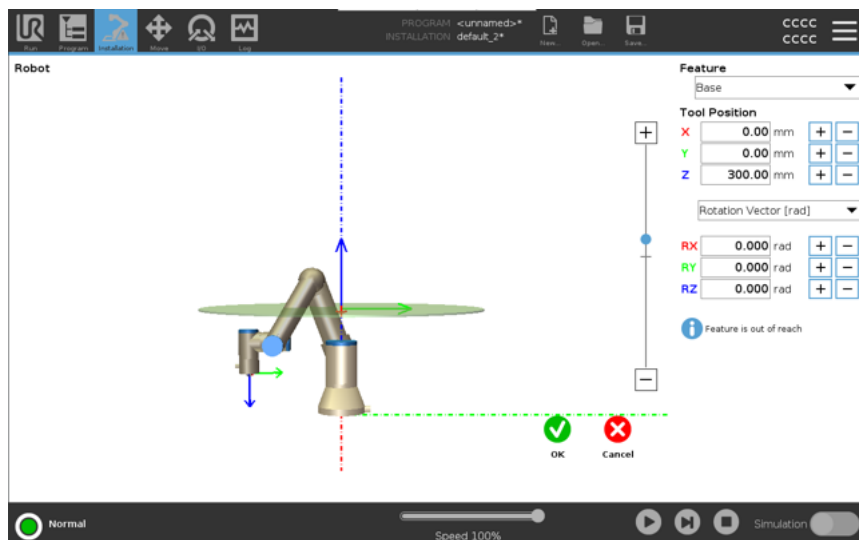 UR
PROGRAM <unnamed>*
INSTALLATION default_2*
CCCC
CCCC
Run
Program
Installation
Move
I/O
Log
New...
Open...
Save...
Robot
Feature
Base
Tool Position
X 0.00 mm + −
Y 0.00 mm + −
Z 300.00 mm + −
Rotation Vector [rad]
RX 0.000 rad + −
RY 0.000 rad + −
RZ 0.000 rad + −
i Feature is out of reach
+
−
OK
Cancel
Normal
Speed 100%
Simulation